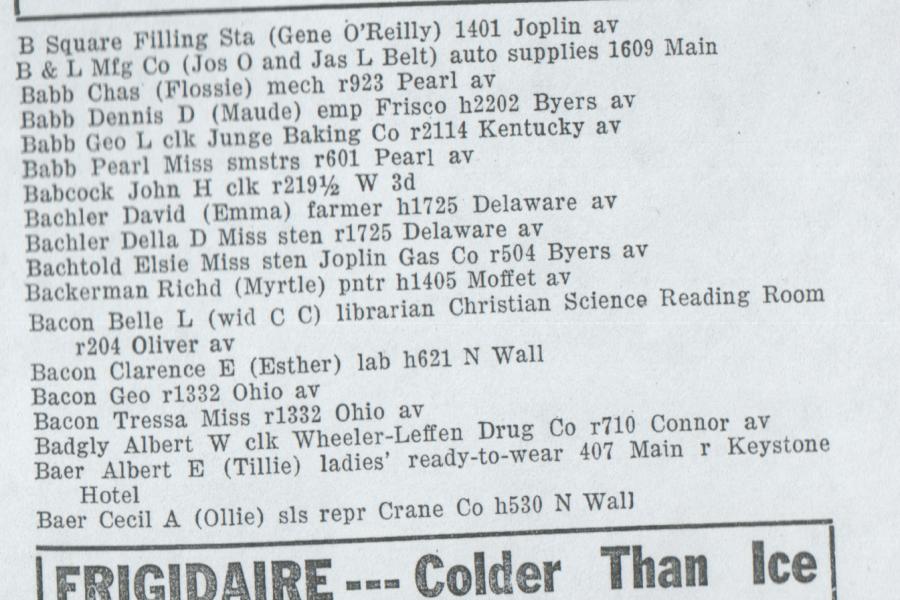 B Square Filling Sta (Gene O'Reilly) 1401 Joplin av
B & L Mfg Co (Jos O and Jas L Belt) auto supplies 1609 Main
Babb Chas (Flossie) mech r923 Pearl av
Babb Dennis D (Maude) emp Frisco h2202 Byers av
Babb Geo L clk Junge Baking Co r2114 Kentucky av
Babb Pearl Miss smstrs r601 Pearl av
Babcock John H clk r219½ W 3d
Bachler David (Emma) farmer h1725 Delaware av
Bachler Della D Miss sten r1725 Delaware av
Bachtold Elsie Miss sten Joplin Gas Co r504 Byers av
Backerman Richd (Myrtle) pntr h1405 Moffet av
Bacon Belle L (wid C C) librarian Christian Science Reading Room
r204 Oliver av
Bacon Clarence E (Esther) lab h621 N Wall
Bacon Geo r1332 Ohio av
Bacon Tressa Miss r1332 Ohio av
Badgly Albert W clk Wheeler-Leffen Drug Co r710 Connor av
Baer Albert E (Tillie) ladies' ready-to-wear 407 Main r Keystone
Hotel
Baer Cecil A (Ollie) sls repr Crane Co h530 N Wall
FRIGIDAIRE --- Colder Than Ice